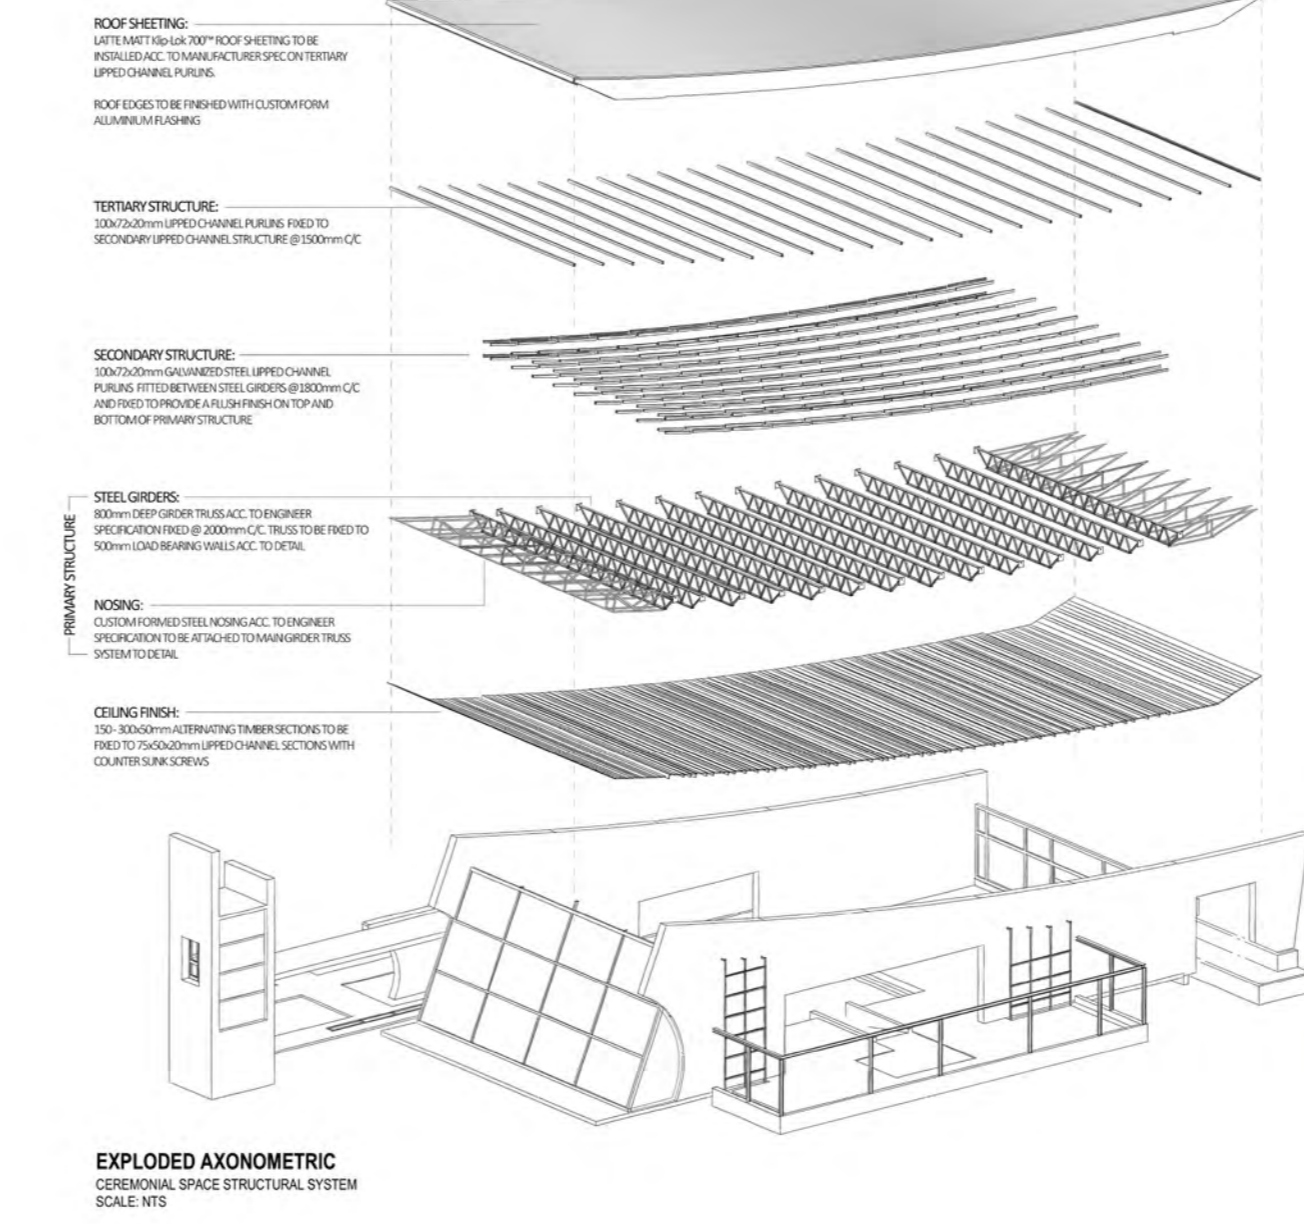 ROOF SHEETING:
LATTE MATT Klip-Lok 700™ ROOF SHEETING TO BE
INSTALLED ACC. TO MANUFACTURER SPEC ON TERTIARY
LIPPED CHANNEL PURLINS.
ROOF EDGES TO BE FINISHED WITH CUSTOM FORM
ALUMINIUM FLASHING
TERTIARY STRUCTURE:
100x72x20mm LIPPED CHANNEL PURLINS FIXED TO
SECONDARY LIPPED CHANNEL STRUCTURE @1500mm C/C
SECONDARY STRUCTURE:
100x72x20mm GALVANIZED STEEL LIPPED CHANNEL
PURLINS FITTED BETWEEN STEEL GIRDERS @1800mm C/C
AND FIXED TO PROVIDE A FLUSH FINISH ON TOP AND
BOTTOM OF PRIMARY STRUCTURE
PRIMARY STRUCTURE
STEEL GIRDERS:
800mm DEEP GIRDER TRUSS ACC. TO ENGINEER
SPECIFICATION FIXED @ 2000mm C/C. TRUSS TO BE FIXED TO
500mm LOAD BEARING WALLS ACC. TO DETAIL
NOSING:
CUSTOM FORMED STEEL NOSING ACC. TO ENGINEER
SPECIFICATION TO BE ATTACHED TO MAIN GIRDER TRUSS
SYSTEM TO DETAIL
CEILING FINISH:
150 - 300x50mm ALTERNATING TIMBER SECTIONS TO BE
FIXED TO 75x50x20mm LIPPED CHANNEL SECTIONS WITH
COUNTER SUNK SCREWS
EXPLODED AXONOMETRIC
CEREMONIAL SPACE STRUCTURAL SYSTEM
SCALE: NTS